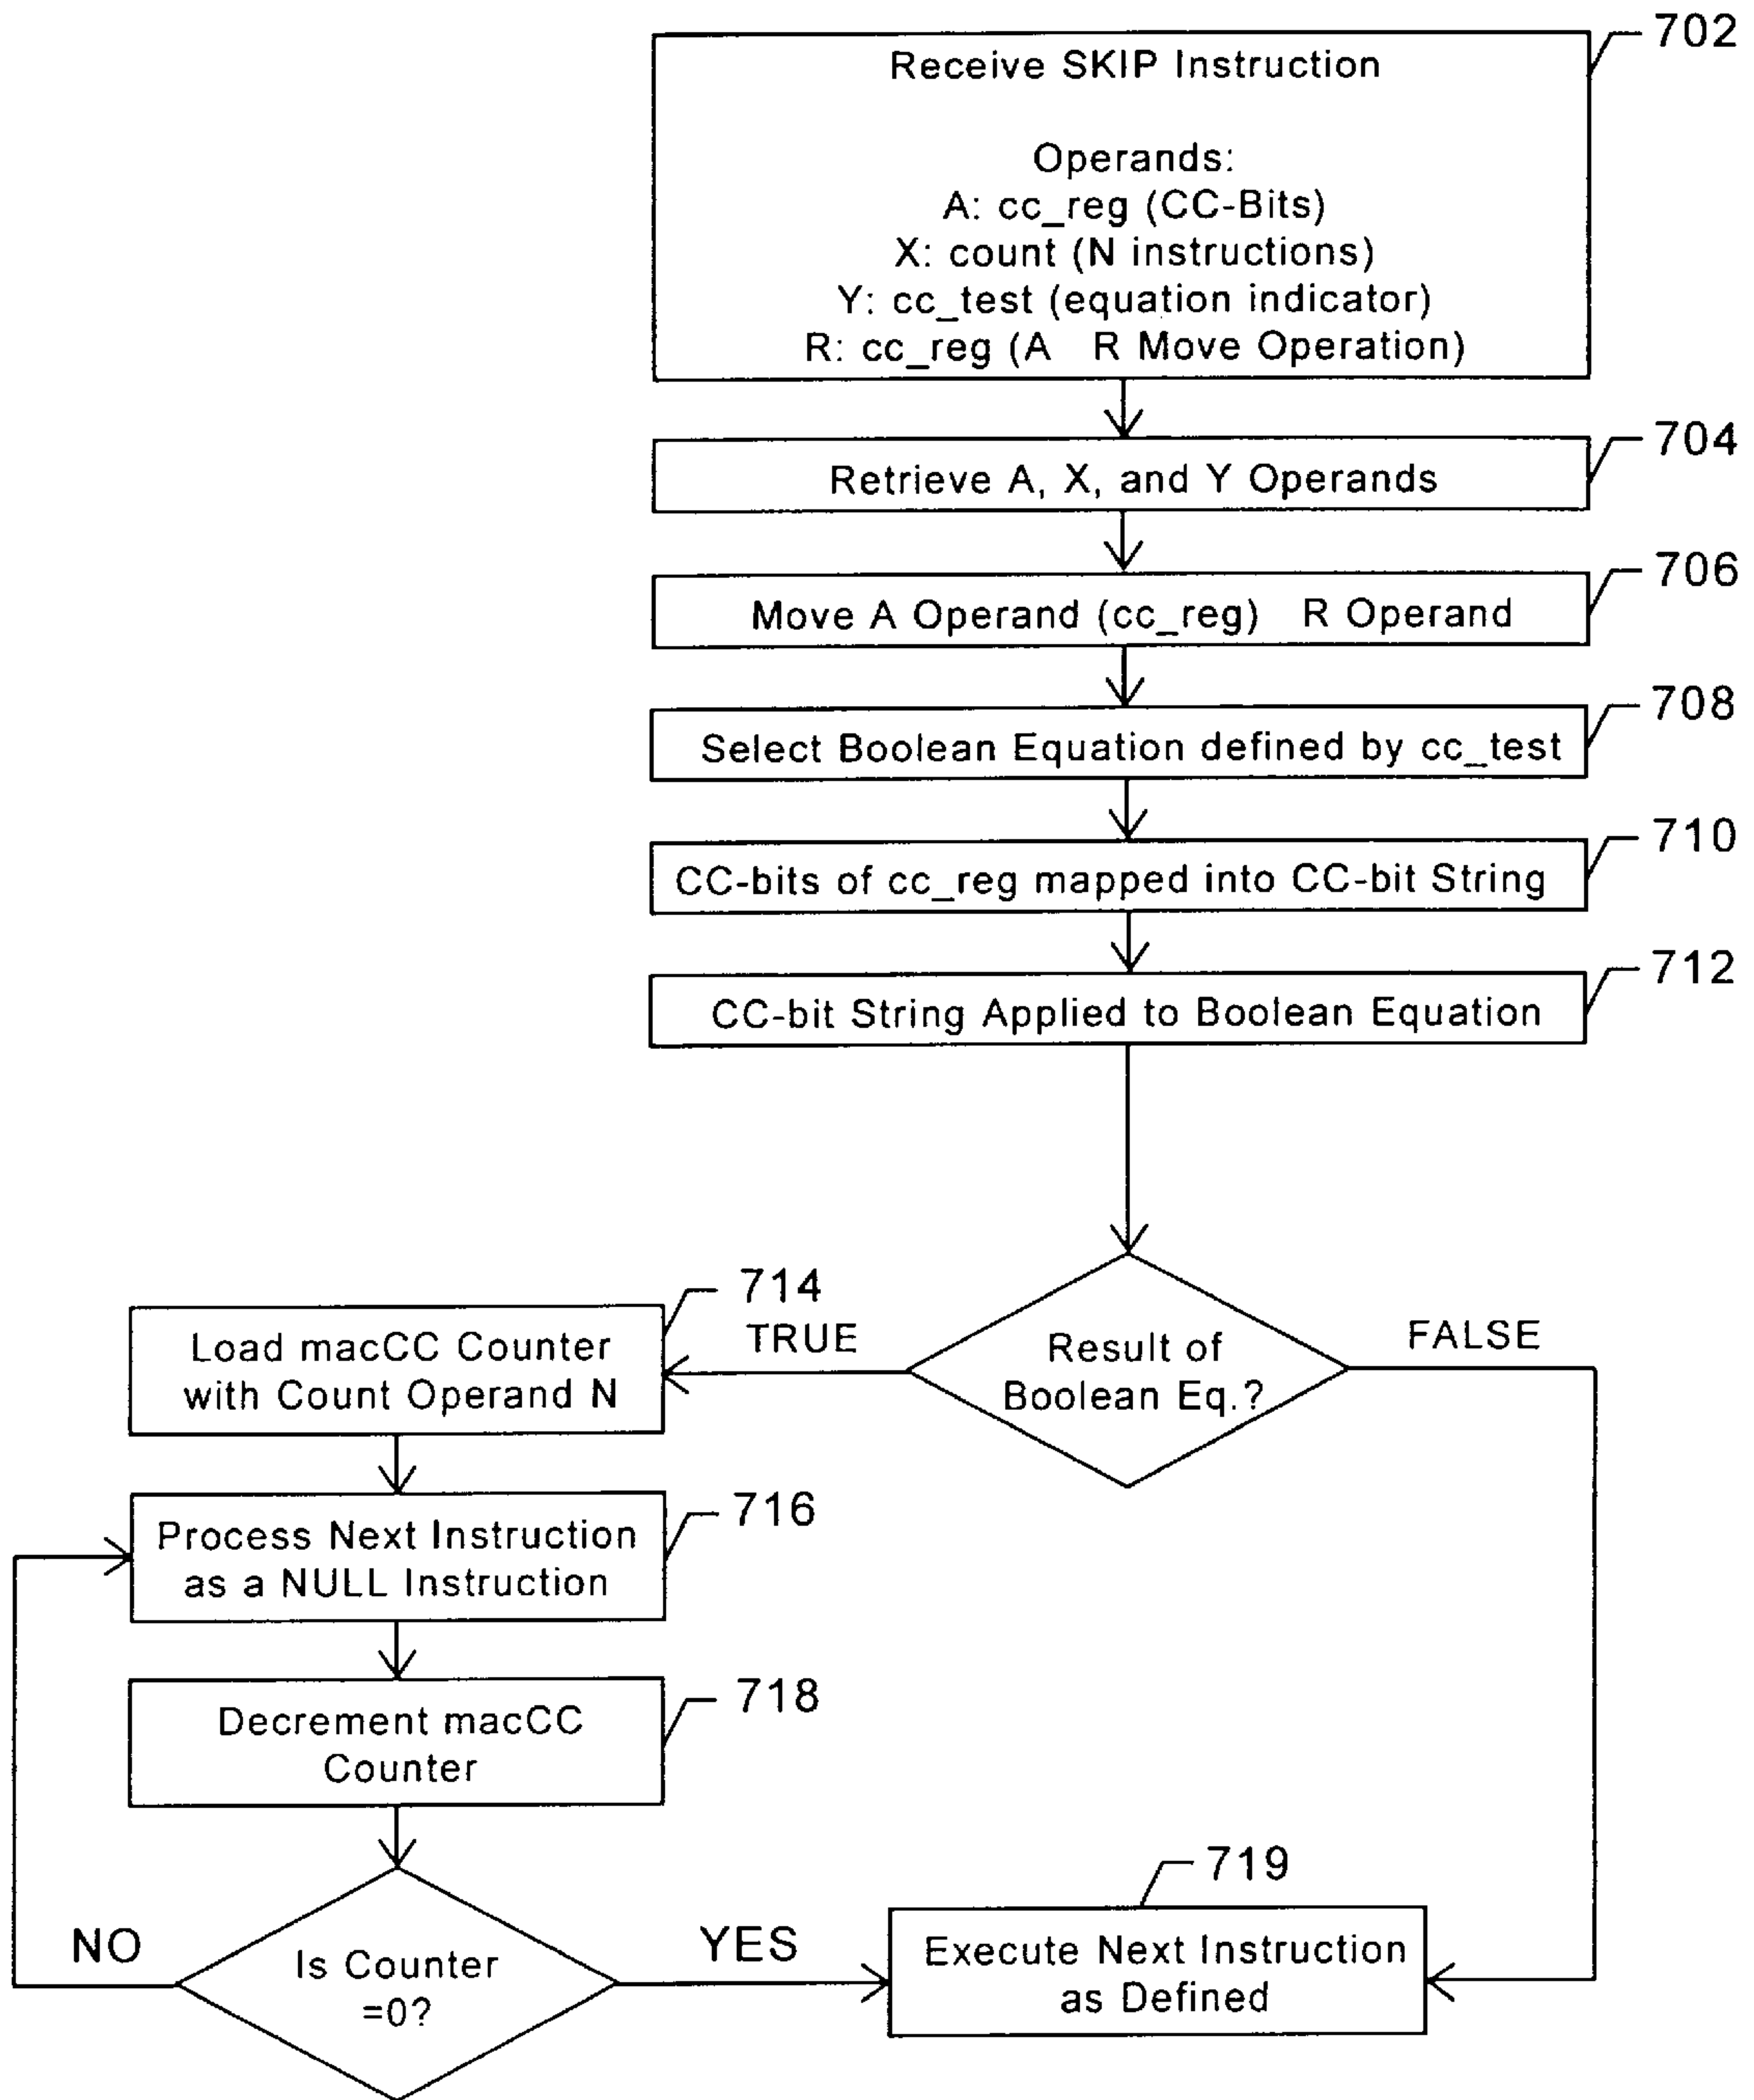 702
Receive SKIP Instruction
Operands:
A: cc_reg (CC-Bits)
X: count (N instructions)
Y: cc_test (equation indicator)
R: cc_reg (A R Move Operation)
704
Retrieve A, X, and Y Operands
706
Move A Operand (cc_reg) R Operand
708
Select Boolean Equation defined by cc_test
710
CC-bits of cc_reg mapped into CC-bit String
712
CC-bit String Applied to Boolean Equation
714
Load macCC Counter
with Count Operand N
TRUE
Result of
Boolean Eq.?
FALSE
716
Process Next Instruction
as a NULL Instruction
718
Decrement macCC
Counter
NO
Is Counter
=0?
YES
719
Execute Next Instruction
as Defined